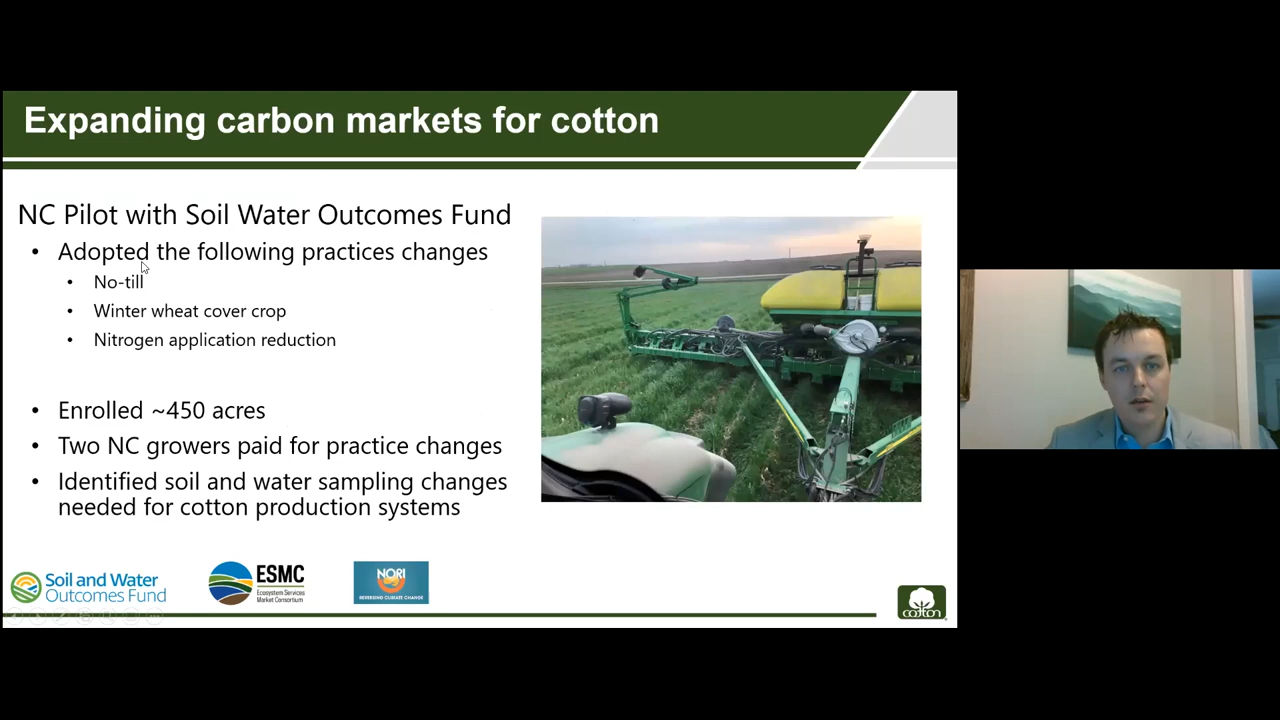 Expanding carbon markets for cotton
NC Pilot with Soil Water Outcomes Fund
• Adopted the following practices changes
• No-till
• Winter wheat cover crop
• Nitrogen application reduction
• Enrolled ~450 acres
• Two NC growers paid for practice changes
• Identified soil and water sampling changes
needed for cotton production systems
Soil and Water
Outcomes Fund
ESMC
Ecosystem Services
Market Consortium
NORI
REVERSING CLIMATE CHANGE
cotton